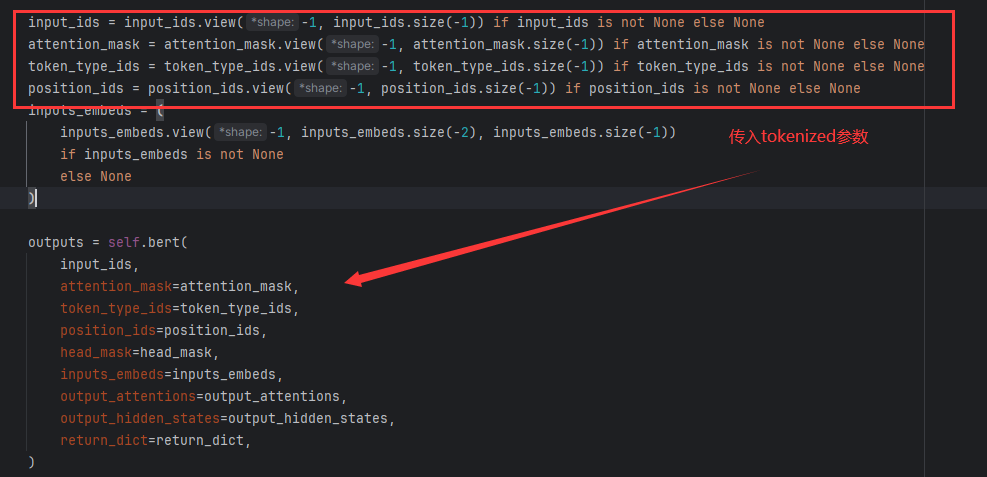 input_ids = input_ids.view( *shape: -1, input_ids.size(-1)) if input_ids is not None else None
attention_mask = attention_mask.view( *shape: -1, attention_mask.size(-1)) if attention_mask is not None else None
token_type_ids = token_type_ids.view( *shape: -1, token_type_ids.size(-1)) if token_type_ids is not None else None
position_ids = position_ids.view( *shape: -1, position_ids.size(-1)) if position_ids is not None else None
inputs_embeds = (
inputs_embeds.view( *shape: -1, inputs_embeds.size(-2), inputs_embeds.size(-1))
传入tokenized参数
if inputs_embeds is not None
else None
)
outputs = self.bert(
input_ids,
attention_mask=attention_mask,
token_type_ids=token_type_ids,
position_ids=position_ids,
head_mask=head_mask,
inputs_embeds=inputs_embeds,
output_attentions=output_attentions,
output_hidden_states=output_hidden_states,
return_dict=return_dict,
)